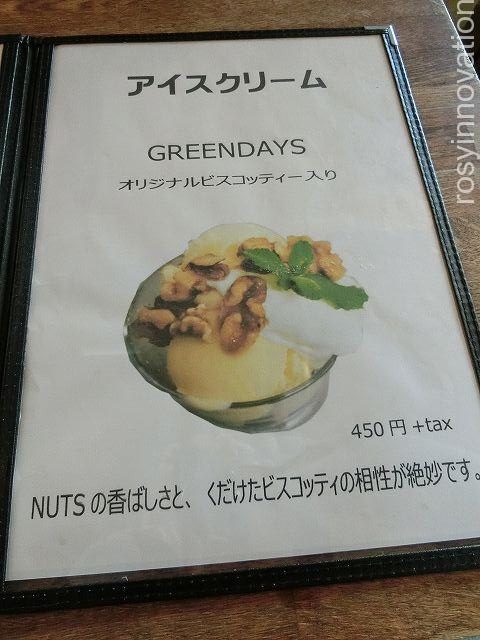 アイスクリーム
GREENDAYS
オリジナルビスコッティー入り
450 円 +tax
NUTS の香ばしさと、くだけたビスコッティの相性が絶妙です。
rosyinnovation